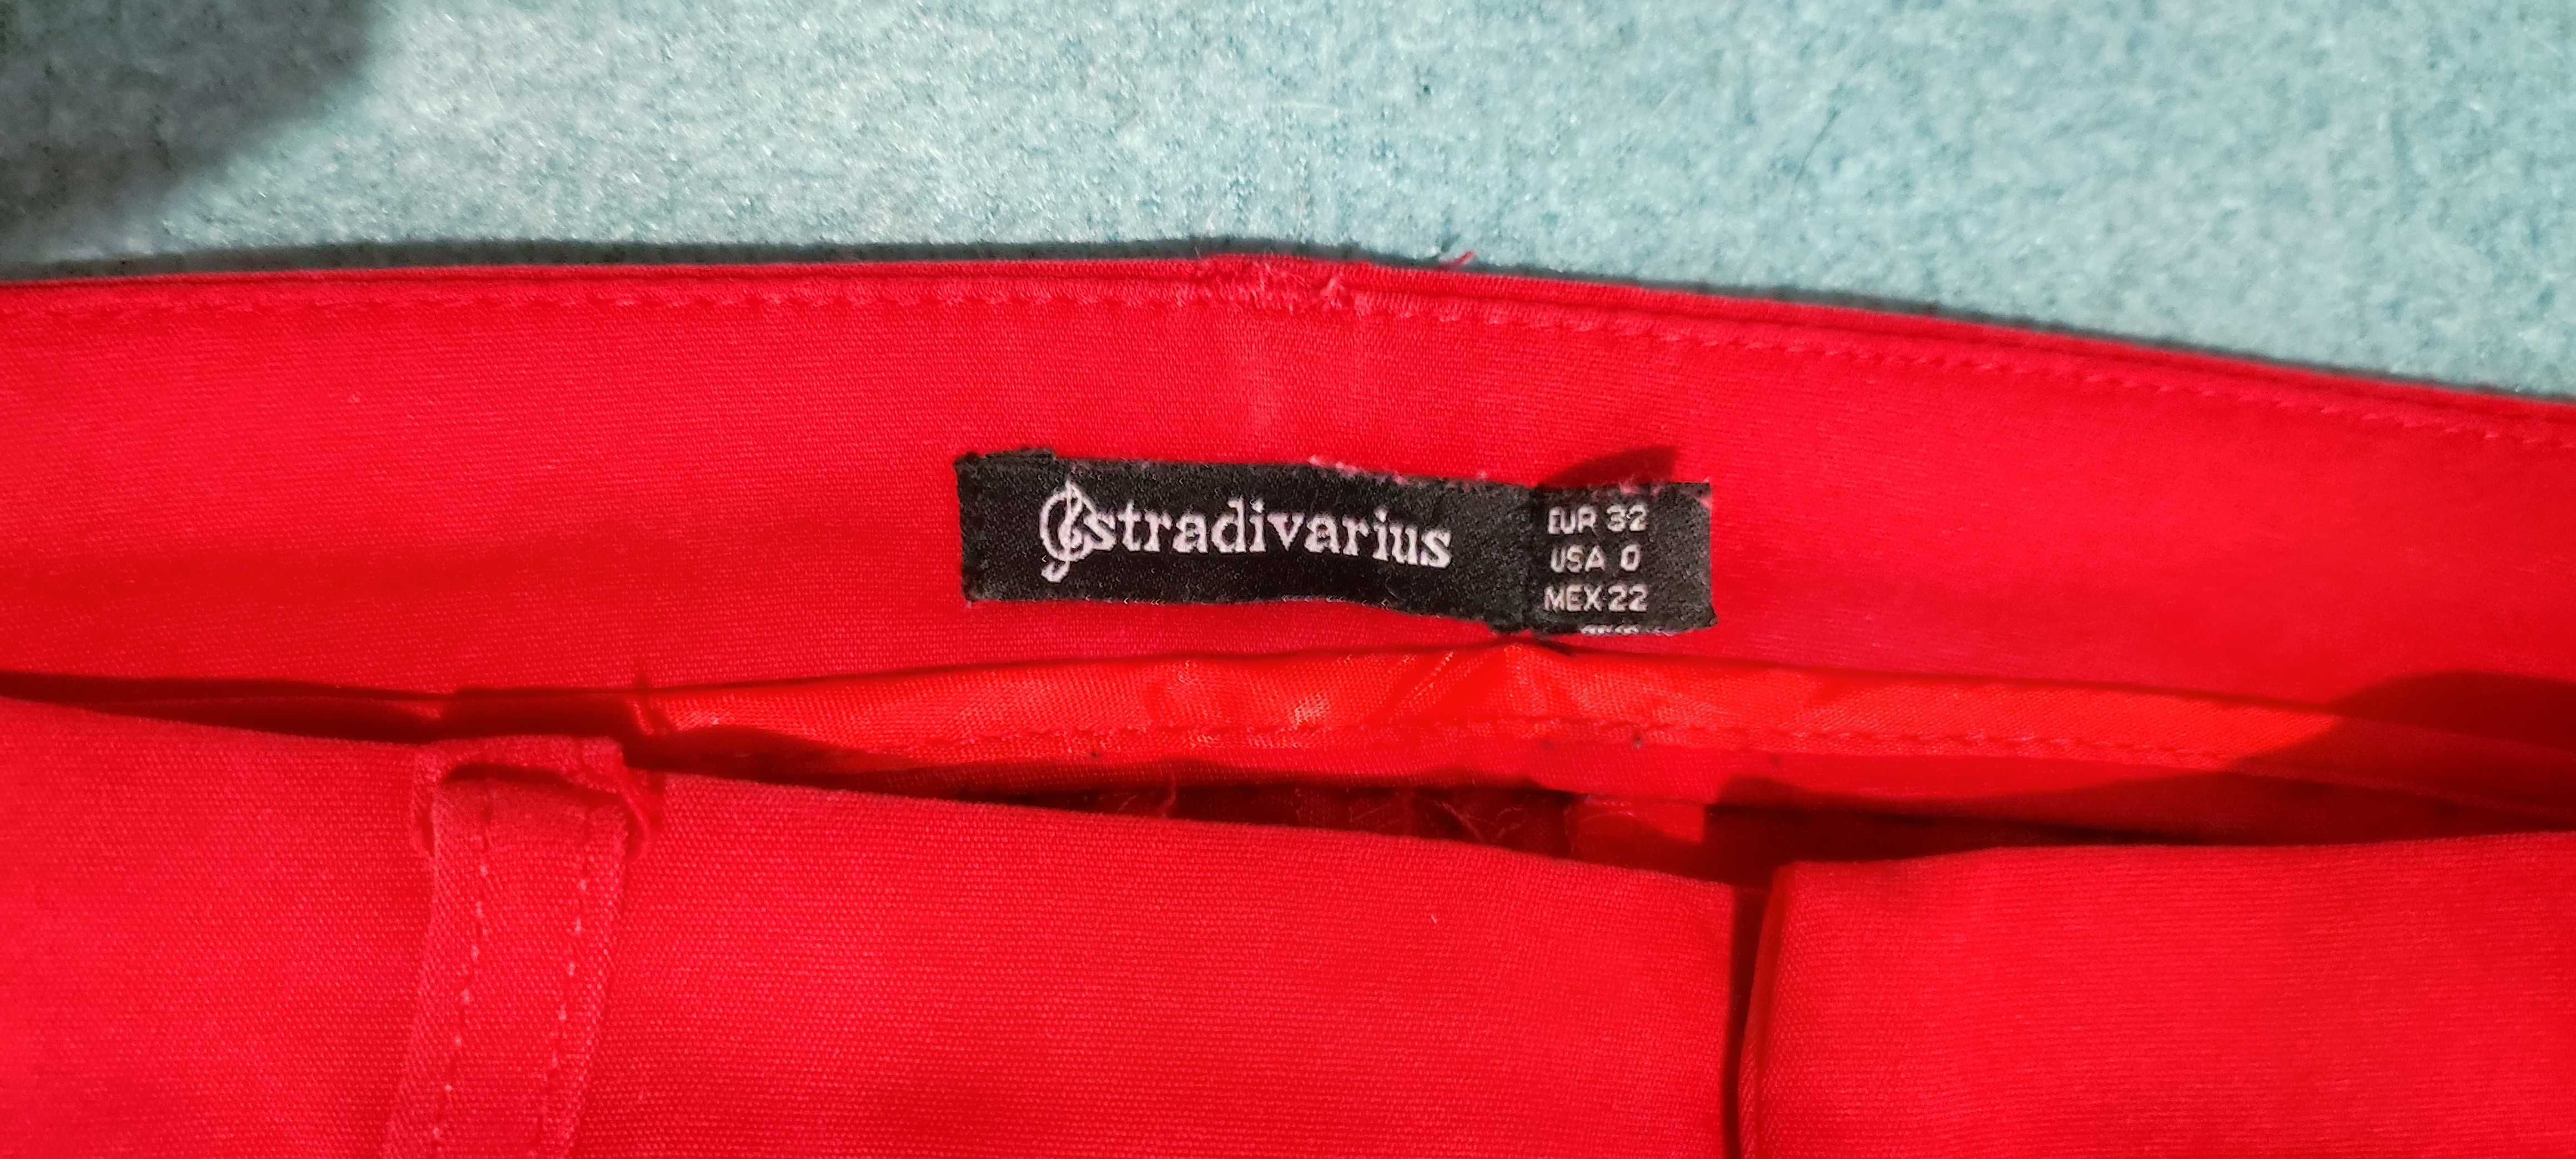 stradivarius
EUR 32
USA 0
MEX 22